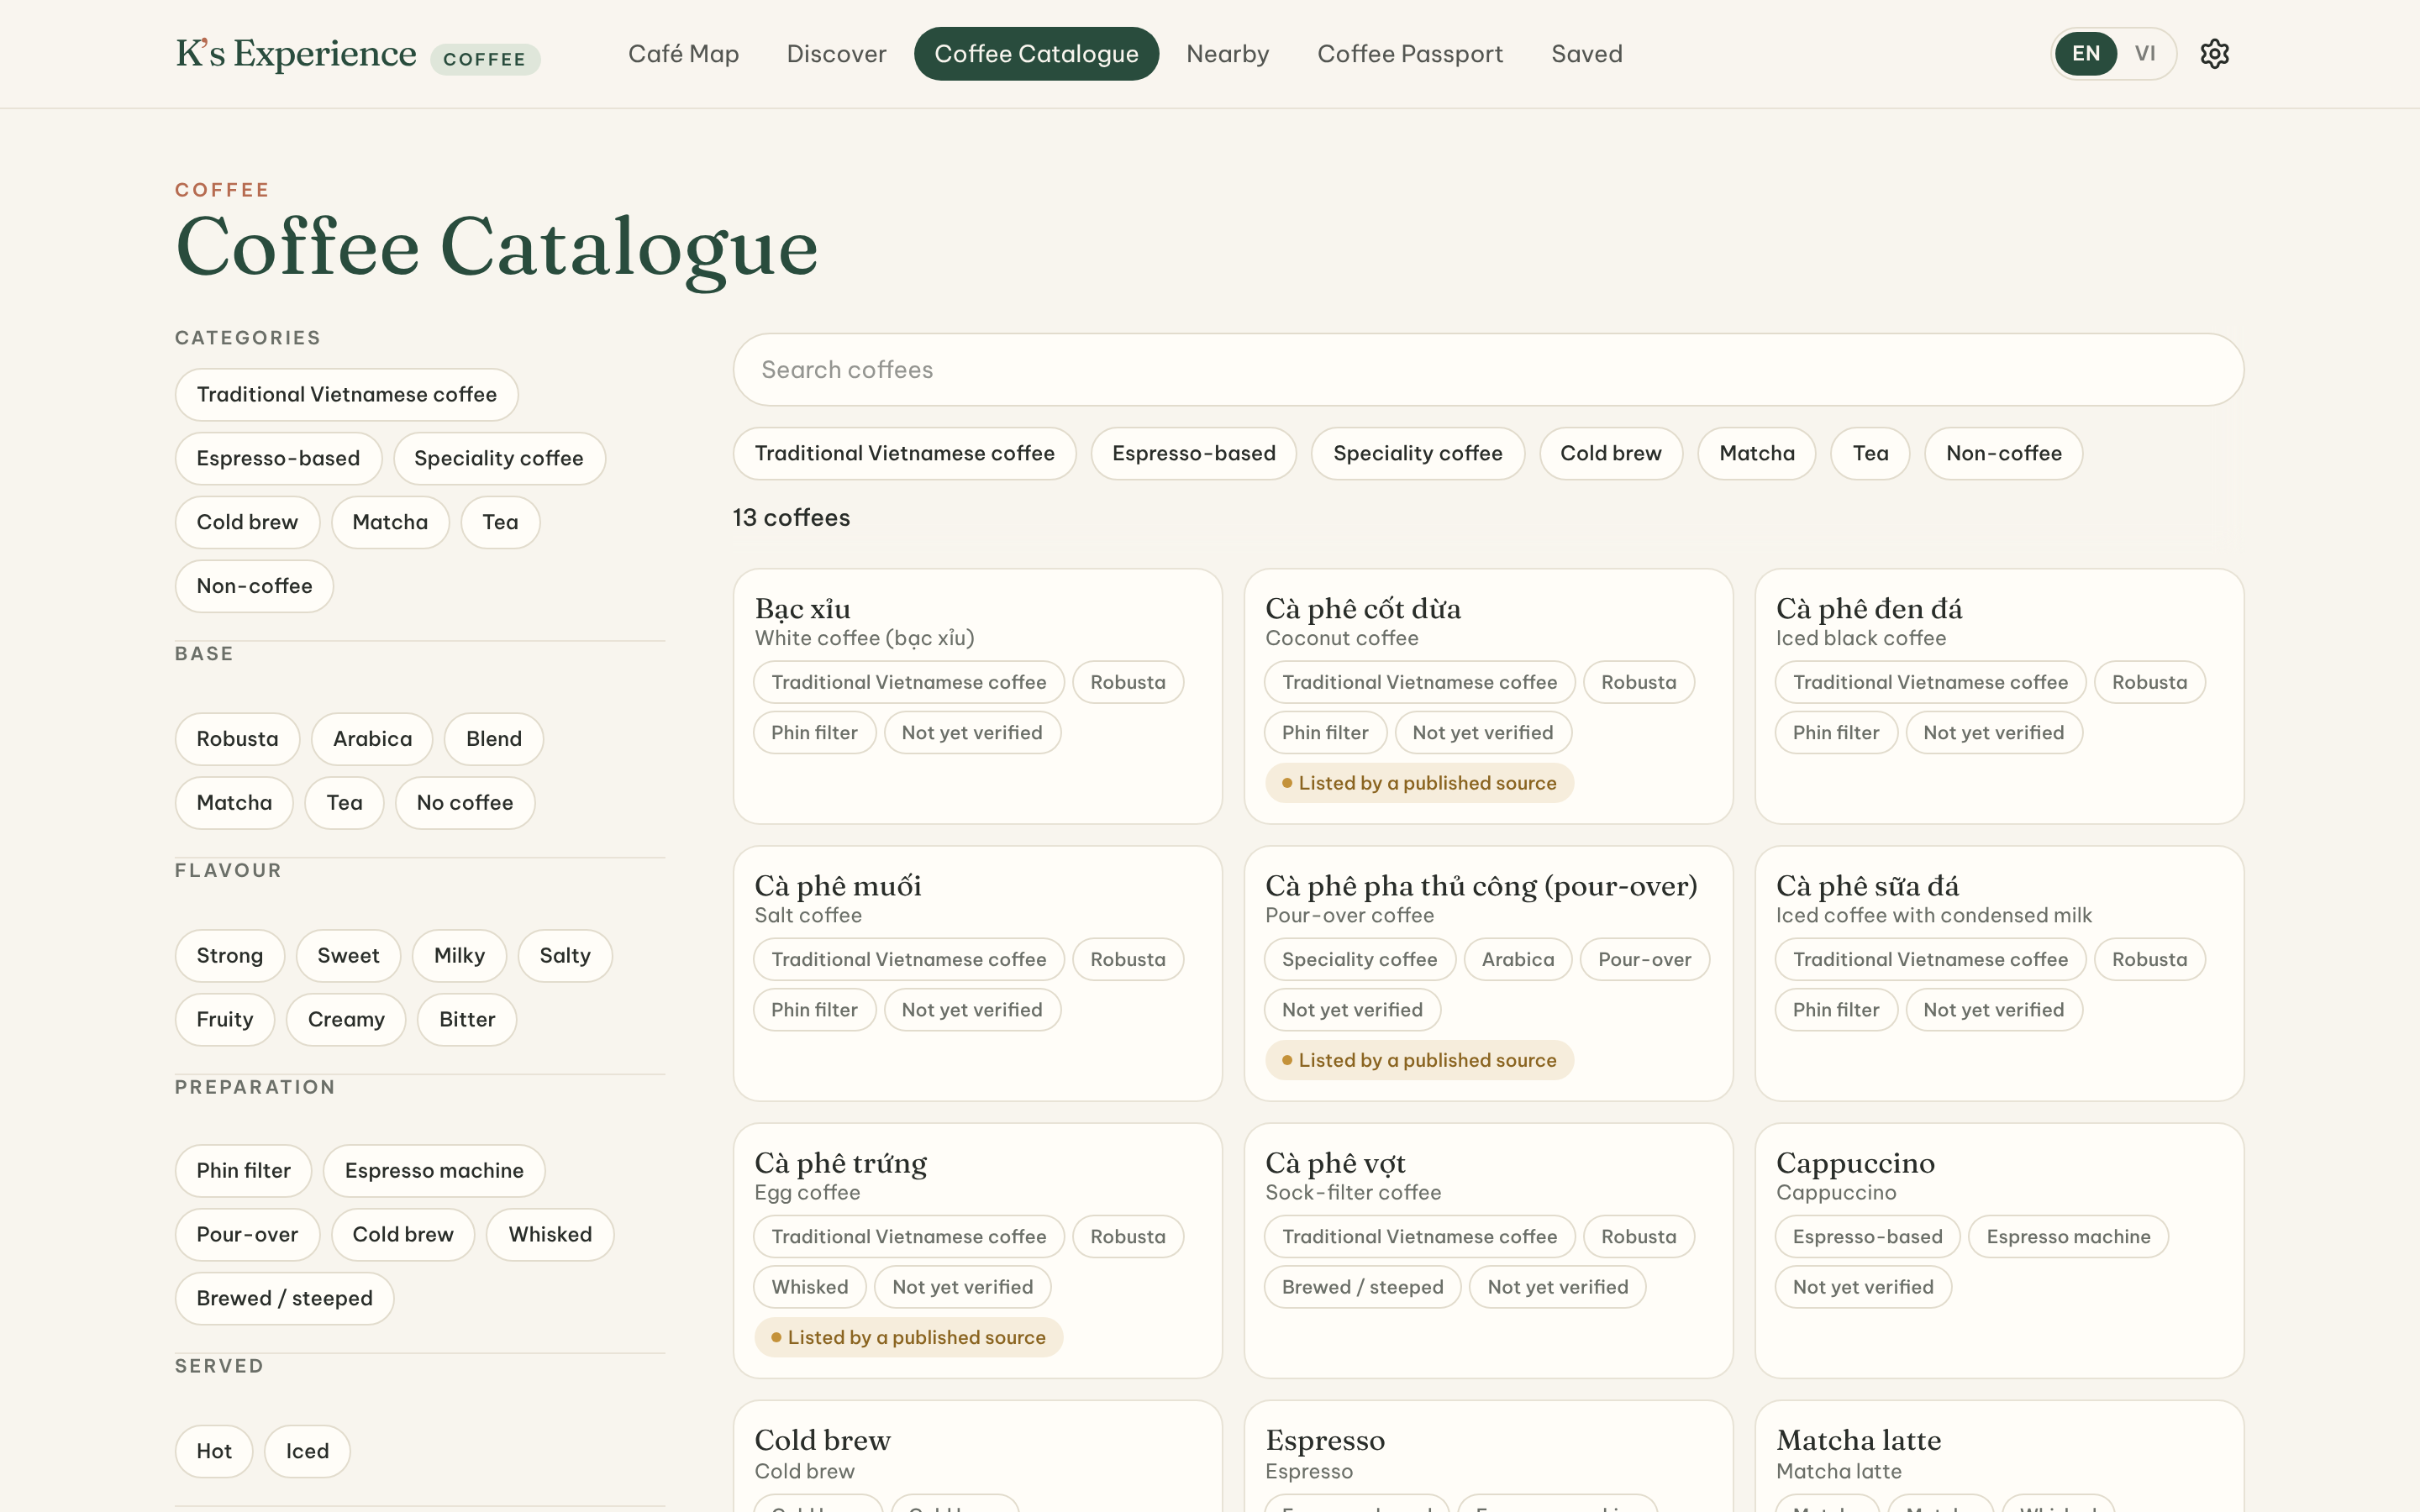 K's Experience COFFEE
Café Map
Discover
Coffee Catalogue
Nearby
Coffee Passport
Saved
EN VI
COFFEE
Coffee Catalogue
CATEGORIES
Traditional Vietnamese coffee
Espresso-based Speciality coffee
Cold brew Matcha Tea
Non-coffee
BASE
Robusta Arabica Blend
Matcha Tea No coffee
FLAVOUR
Strong Sweet Milky Salty
Fruity Creamy Bitter
PREPARATION
Phin filter Espresso machine
Pour-over Cold brew Whisked
Brewed / steeped
SERVED
Hot Iced
Search coffees
Traditional Vietnamese coffee Espresso-based Speciality coffee Cold brew Matcha Tea Non-coffee
13 coffees
Bạc xỉu
White coffee (bạc xỉu)
Traditional Vietnamese coffee Robusta
Phin filter Not yet verified
Cà phê cốt dừa
Coconut coffee
Traditional Vietnamese coffee Robusta
Phin filter Not yet verified
Listed by a published source
Cà phê đen đá
Iced black coffee
Traditional Vietnamese coffee Robusta
Phin filter Not yet verified
Cà phê muối
Salt coffee
Traditional Vietnamese coffee Robusta
Phin filter Not yet verified
Cà phê pha thủ công (pour-over)
Pour-over coffee
Speciality coffee Arabica Pour-over
Not yet verified
Listed by a published source
Cà phê sữa đá
Iced coffee with condensed milk
Traditional Vietnamese coffee Robusta
Phin filter Not yet verified
Cà phê trứng
Egg coffee
Traditional Vietnamese coffee Robusta
Whisked Not yet verified
Listed by a published source
Cà phê vợt
Sock-filter coffee
Traditional Vietnamese coffee Robusta
Brewed / steeped Not yet verified
Cappuccino
Cappuccino
Espresso-based Espresso machine
Not yet verified
Cold brew
Cold brew
Espresso
Espresso
Matcha latte
Matcha latte